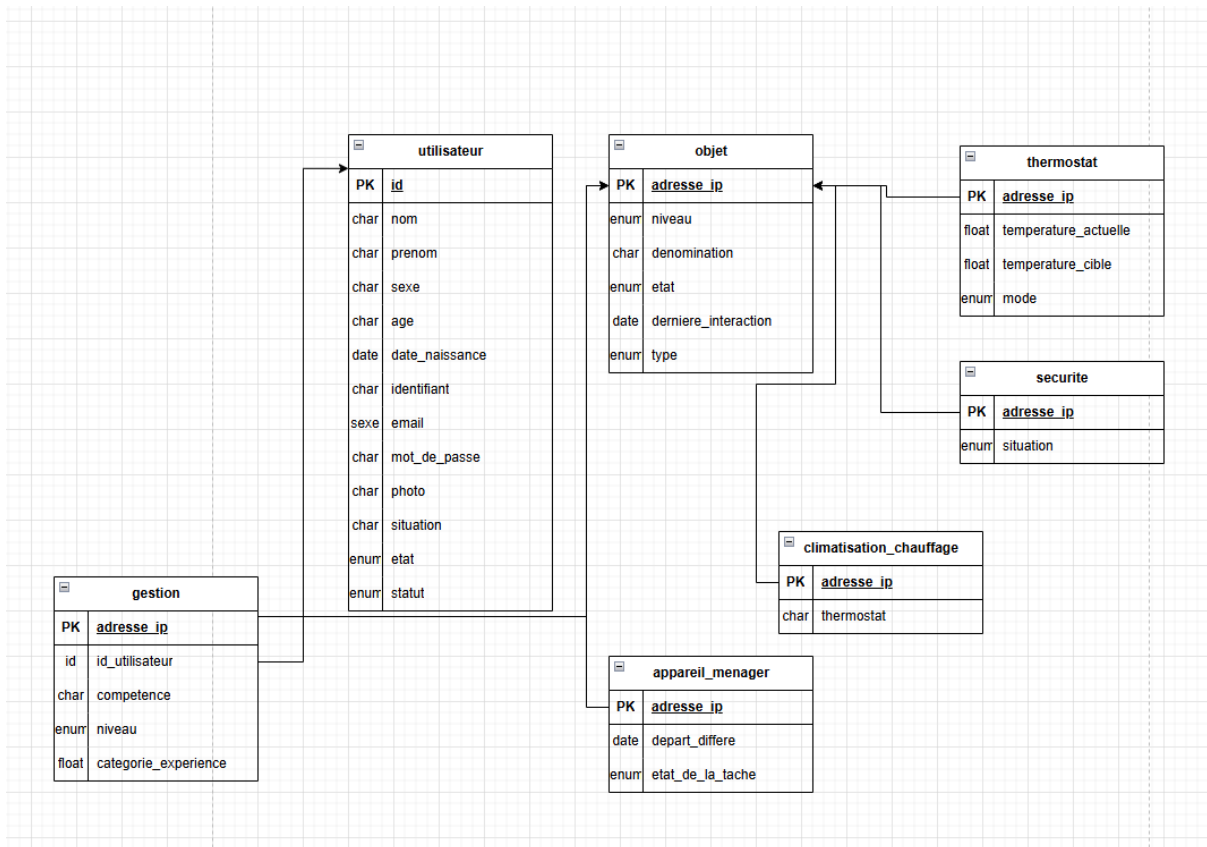 utilisateur
PK id
char nom
char prenom
char sexe
char age
date date_naissance
char identifiant
sexe email
char mot_de_passe
char photo
char situation
enum etat
enum statut
objet
PK adresse_ip
enum niveau
char denomination
enum etat
date derniere_interaction
enum type
thermostat
PK adresse_ip
float temperature_actuelle
float temperature_cible
enum mode
securite
PK adresse_ip
enum situation
climatisation_chauffage
PK adresse_ip
char thermostat
gestion
PK adresse_ip
id id_utilisateur
char competence
enum niveau
float categorie_experience
appareil_menager
PK adresse_ip
date depart_differe
enum etat_de_la_tache